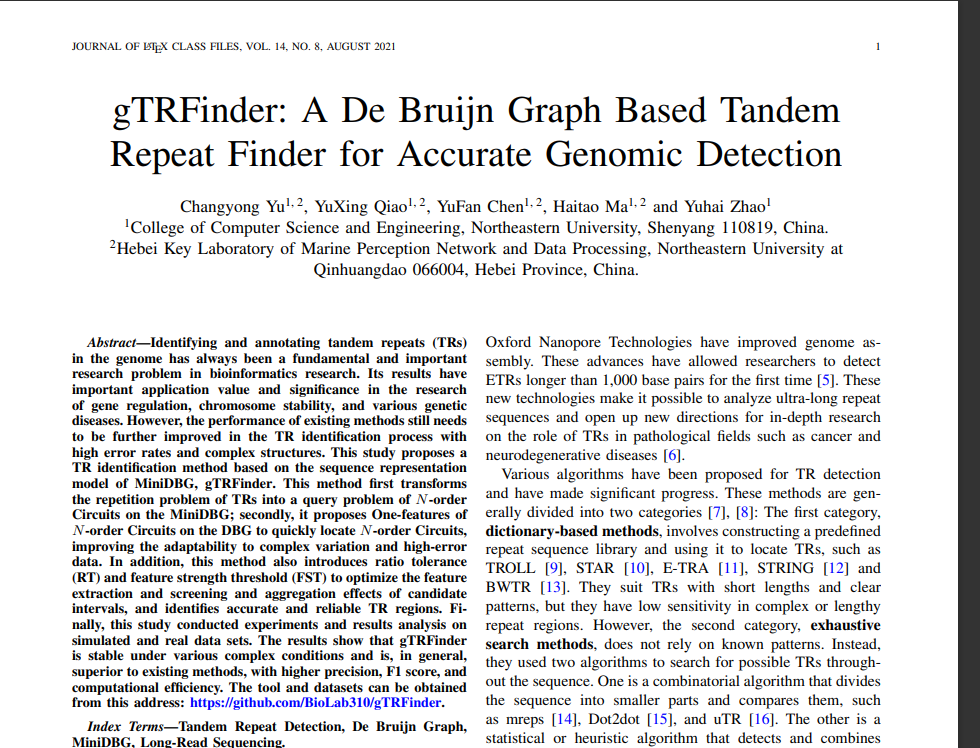 JOURNAL OF LATEX CLASS FILES, VOL. 14, NO. 8, AUGUST 2021
1
gTRFinder: A De Bruijn Graph Based Tandem
Repeat Finder for Accurate Genomic Detection
Changyong Yu1, 2, YuXing Qiao1, 2, YuFan Chen1, 2, Haitao Ma1, 2 and Yuhai Zhao1
1College of Computer Science and Engineering, Northeastern University, Shenyang 110819, China.
2Hebei Key Laboratory of Marine Perception Network and Data Processing, Northeastern University at
Qinhuangdao 066004, Hebei Province, China.
Abstract—Identifying and annotating tandem repeats (TRs)
in the genome has always been a fundamental and important
research problem in bioinformatics research. Its results have
important application value and significance in the research
of gene regulation, chromosome stability, and various genetic
diseases. However, the performance of existing methods still needs
to be further improved in the TR identification process with
high error rates and complex structures. This study proposes a
TR identification method based on the sequence representation
model of MiniDBG, gTRFinder. This method first transforms
the repetition problem of TRs into a query problem of N-order
Circuits on the MiniDBG; secondly, it proposes One-features of
N-order Circuits on the DBG to quickly locate N-order Circuits,
improving the adaptability to complex variation and high-error
data. In addition, this method also introduces ratio tolerance
(RT) and feature strength threshold (FST) to optimize the feature
extraction and screening and aggregation effects of candidate
intervals, and identifies accurate and reliable TR regions. Fi-
nally, this study conducted experiments and results analysis on
simulated and real data sets. The results show that gTRFinder
is stable under various complex conditions and is, in general,
superior to existing methods, with higher precision, F1 score, and
computational efficiency. The tool and datasets can be obtained
from this address: https://github.com/BioLab310/gTRFinder.
Index Terms—Tandem Repeat Detection, De Bruijn Graph,
MiniDBG, Long-Read Sequencing.
Oxford Nanopore Technologies have improved genome as-
sembly. These advances have allowed researchers to detect
ETRs longer than 1,000 base pairs for the first time [5]. These
new technologies make it possible to analyze ultra-long repeat
sequences and open up new directions for in-depth research
on the role of TRs in pathological fields such as cancer and
neurodegenerative diseases [6].
Various algorithms have been proposed for TR detection
and have made significant progress. These methods are gen-
erally divided into two categories [7], [8]: The first category,
dictionary-based methods, involves constructing a predefined
repeat sequence library and using it to locate TRs, such as
TROLL [9], STAR [10], E-TRA [11], STRING [12] and
BWTR [13]. They suit TRs with short lengths and clear
patterns, but they have low sensitivity in complex or lengthy
repeat regions. However, the second category, exhaustive
search methods, does not rely on known patterns. Instead,
they used two algorithms to search for possible TRs through-
out the sequence. One is a combinatorial algorithm that divides
the sequence into smaller parts and compares them, such
as mreps [14], Dot2dot [15], and uTR [16]. The other is a
statistical or heuristic algorithm that detects and combines